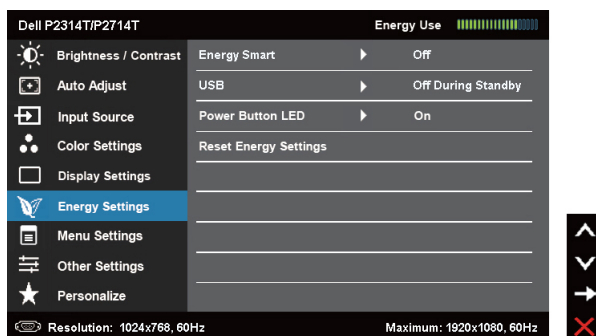 Dell P2314T/P2714T Energy Use
Brightness / Contrast Energy Smart Off
Auto Adjust USB Off During Standby
Input Source Power Button LED On
Color Settings Reset Energy Settings
Display Settings
Energy Settings
Menu Settings
Other Settings
Personalize
Resolution: 1024x768, 60Hz Maximum: 1920x1080, 60Hz